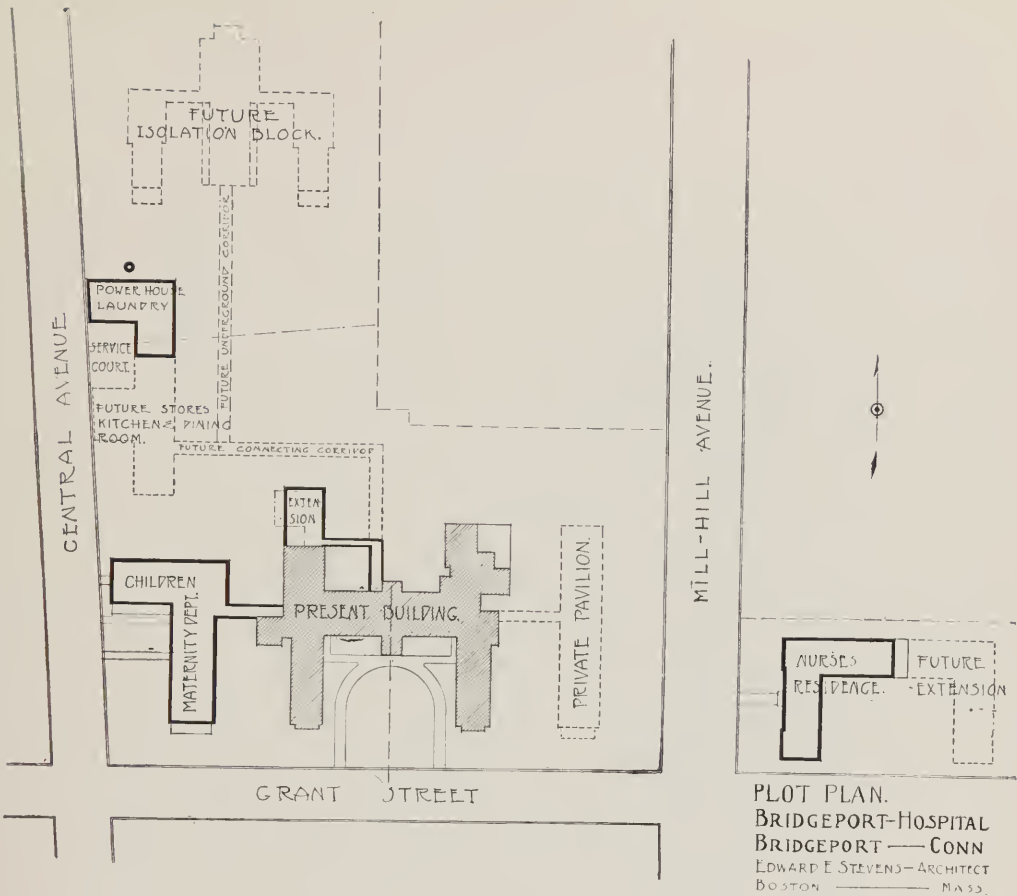 FUTURE
ISOLATION BLOCK.
FUTURE UNDERGROUND CORRIDOR
POWER HOUSE
LAUNDRY
SERVICE
COURT.
CENTRAL AVENUE
FUTURE STORES
KITCHEN & DINING
ROOM.
FUTURE CONNECTING CORRIDOR
EXTEN-
SION
CHILDREN
MATERNITY DEPT.
PRESENT BUILDING.
PRIVATE PAVILION.
MILL-HILL AVENUE.
NURSES
RESIDENCE.
FUTURE
-EXTENSION
GRANT STREET
PLOT PLAN.
BRIDGEPORT-HOSPITAL
BRIDGEPORT — CONN
EDWARD F STEVENS-ARCHITECT
BOSTON — MASS.